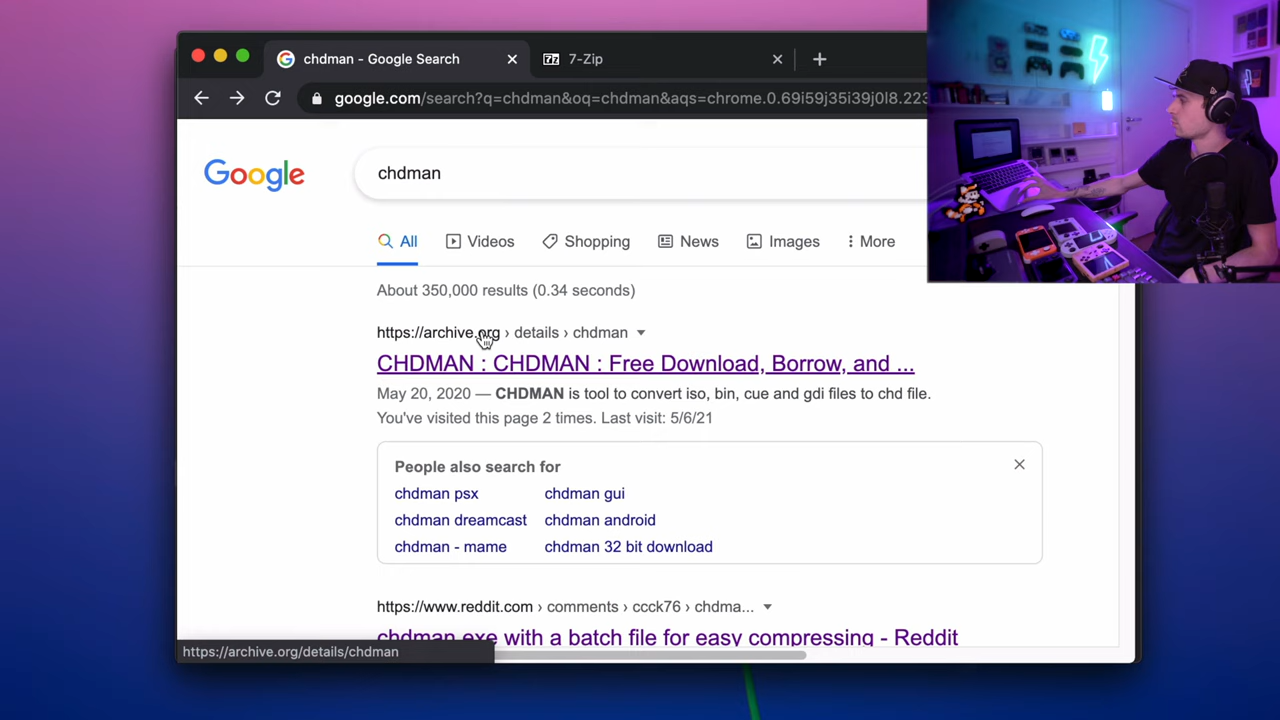 chdman - Google Search
7-Zip
google.com/search?q=chdman&oq=chdman&aqs=chrome.0.69i59j35i39j0l8.223
Google
chdman
All
Videos
Shopping
News
Images
More
About 350,000 results (0.34 seconds)
https://archive.org › details › chdman
CHDMAN : CHDMAN : Free Download, Borrow, and ...
May 20, 2020 — CHDMAN is tool to convert iso, bin, cue and gdi files to chd file.
You've visited this page 2 times. Last visit: 5/6/21
People also search for
chdman psx
chdman gui
chdman dreamcast
chdman android
chdman - mame
chdman 32 bit download
https://www.reddit.com › comments › ccck76 › chdma...
chdman exe with a batch file for easy compressing - Reddit
https://archive.org/details/chdman